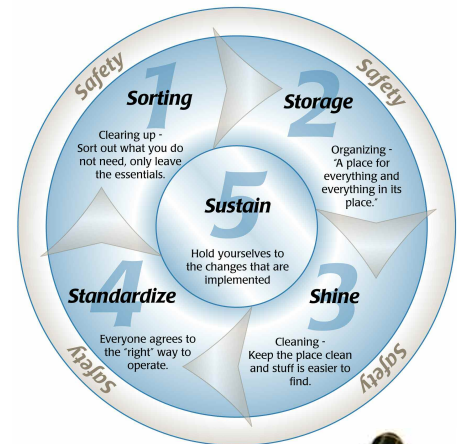 Safety
Safety
1
Sorting
Clearing up -
Sort out what you do
not need, only leave
the essentials.
2
Storage
Organizing -
"A place for
everything and
everything in its
place."
5
Sustain
Hold yourselves to
the changes that are
implemented
4
Standardize
Everyone agrees to
the "right" way to
operate.
3
Shine
Cleaning -
Keep the place clean
and stuff is easier to
find.
Safety
Safety